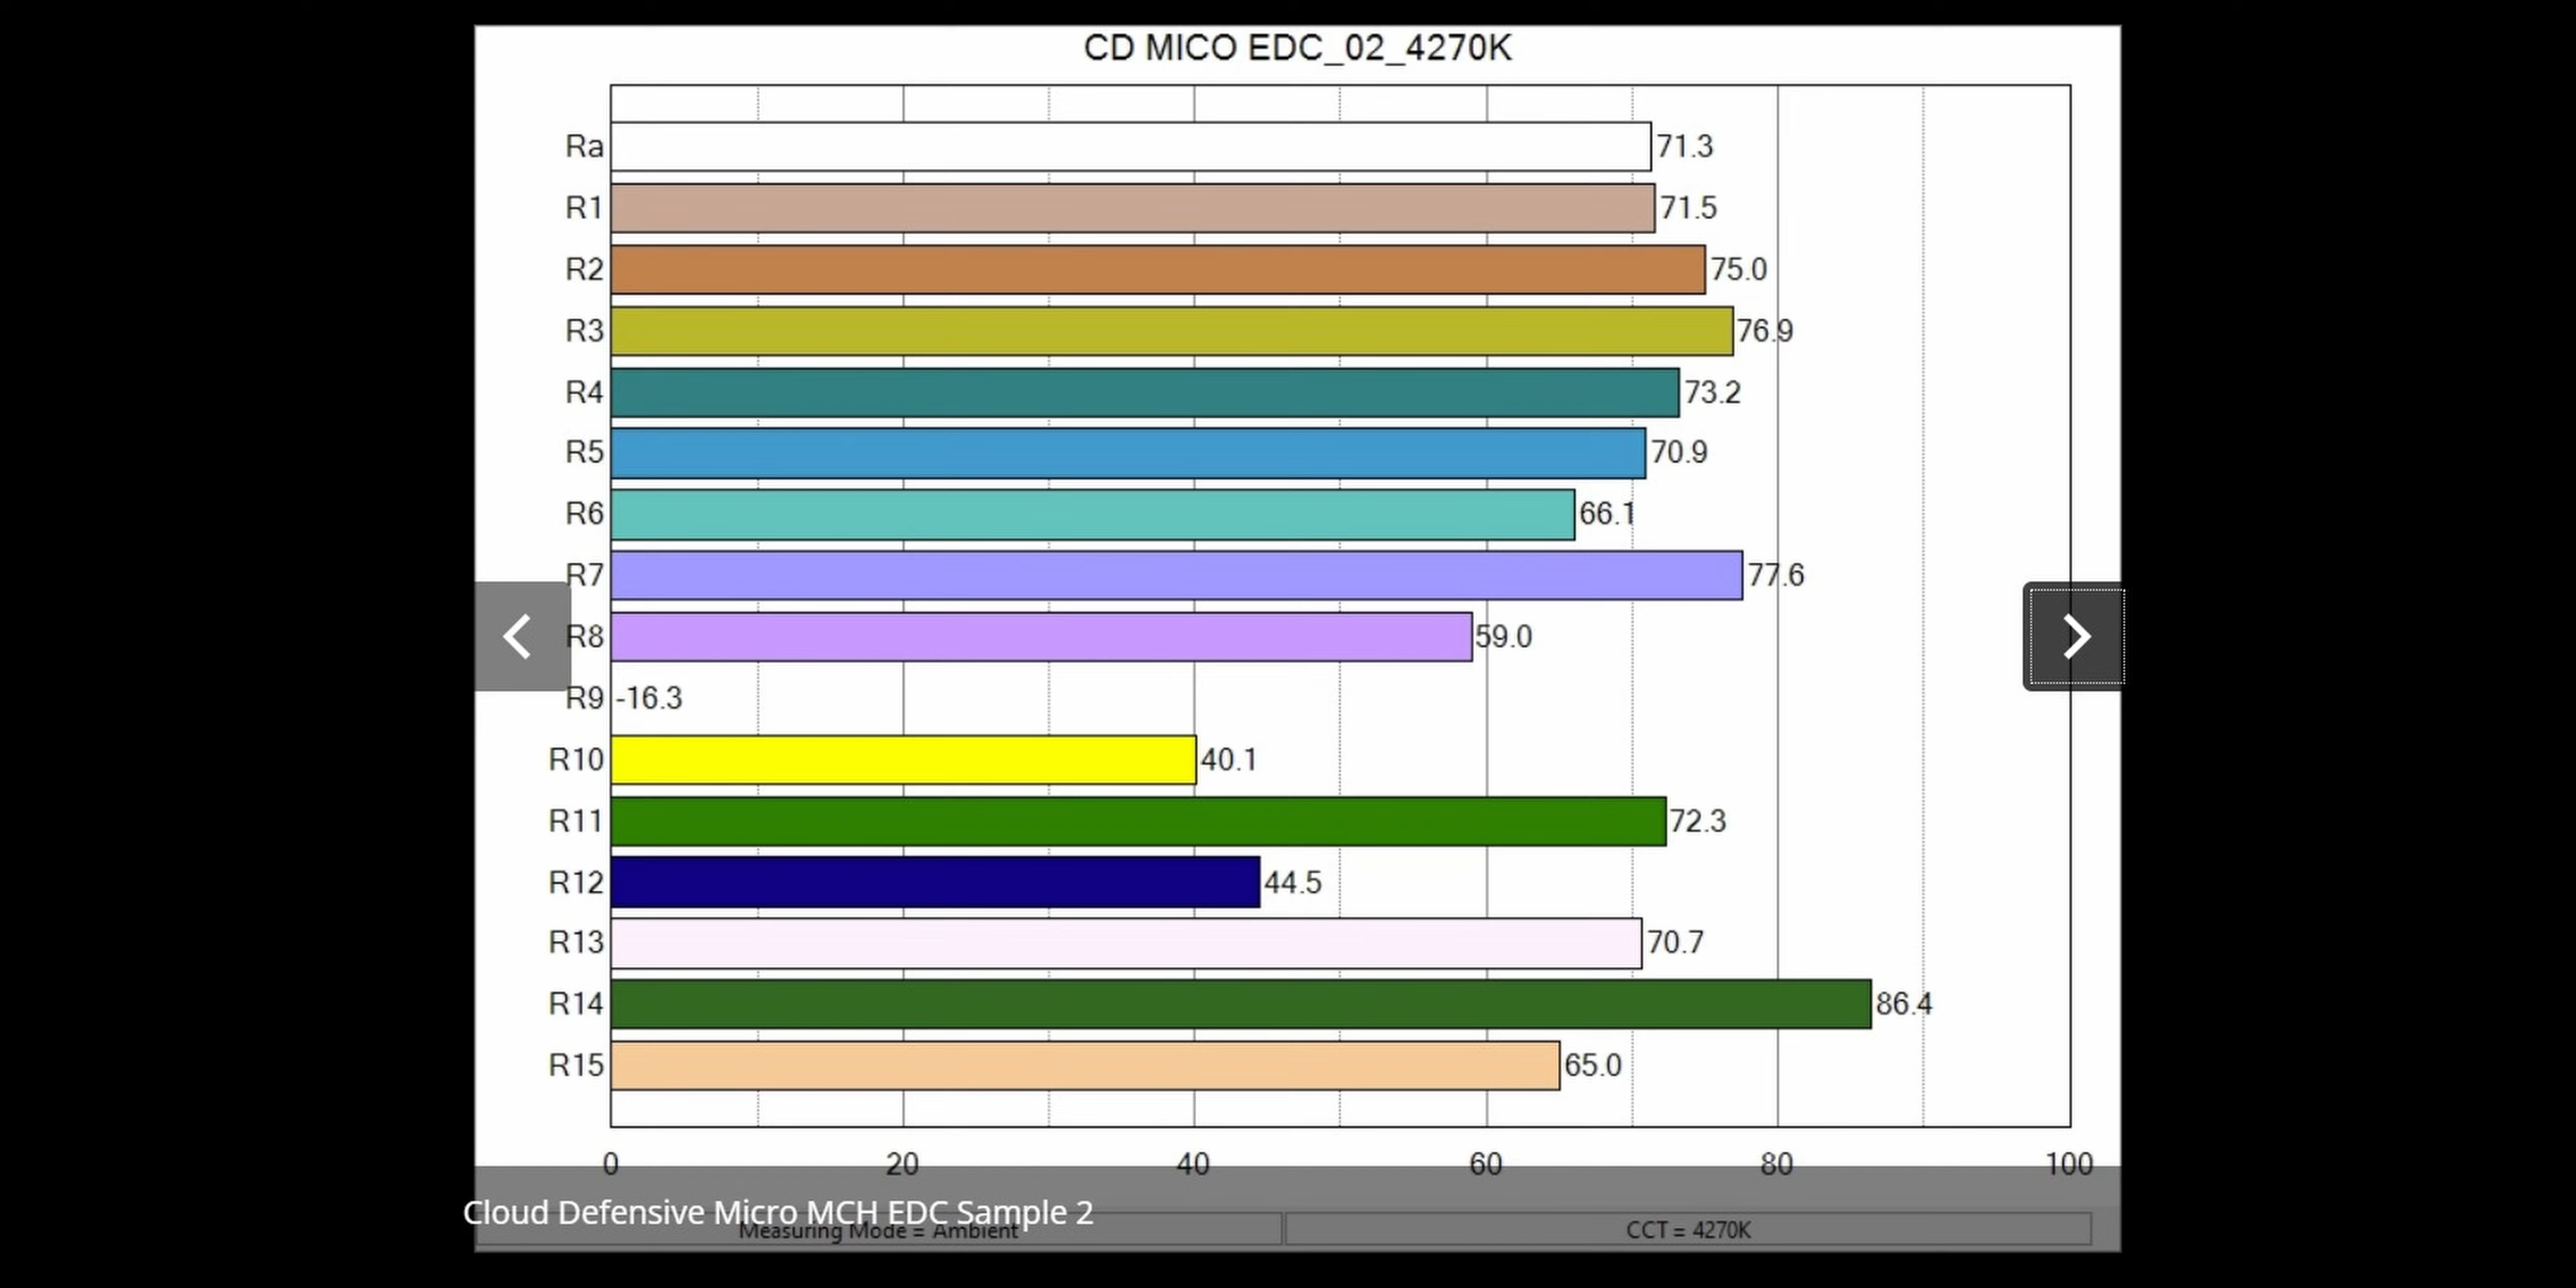 CD MICO EDC_02_4270K
Ra 71.3
R1 71.5
R2 75.0
R3 76.9
R4 73.2
R5 70.9
R6 66.1
R7 77.6
R8 59.0
R9 -16.3
R10 40.1
R11 72.3
R12 44.5
R13 70.7
R14 86.4
R15 65.0
0 20 40 60 80 100
Cloud Defensive Micro MCH EDC Sample 2
Measuring Mode = Ambient CCT = 4270K